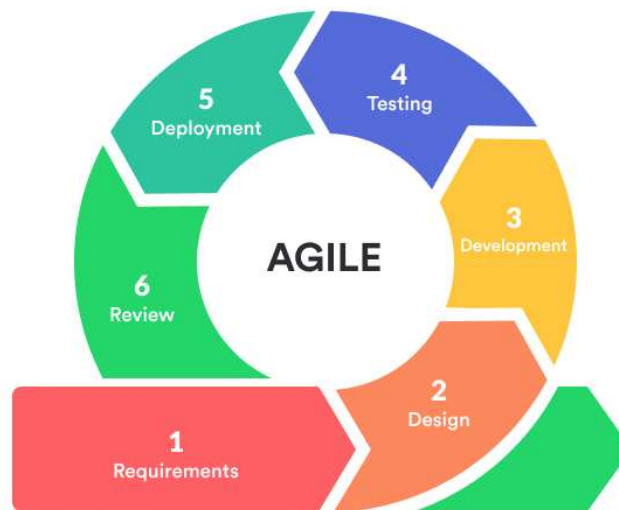 AGILE
1
Requirements
2
Design
3
Development
4
Testing
5
Deployment
6
Review